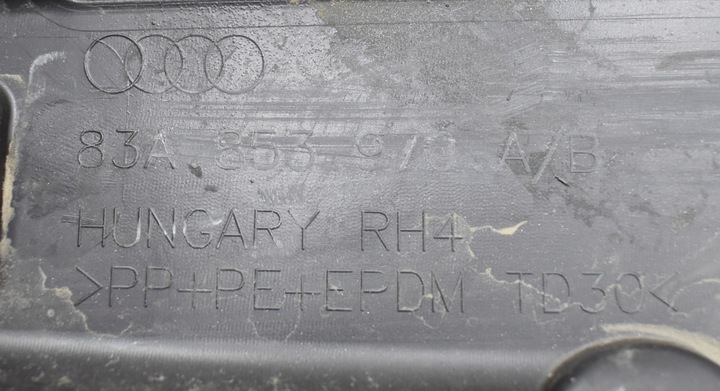 83A.853.970 A/B
HUNGARY RH4
>PP+PE+EPDM TD30<